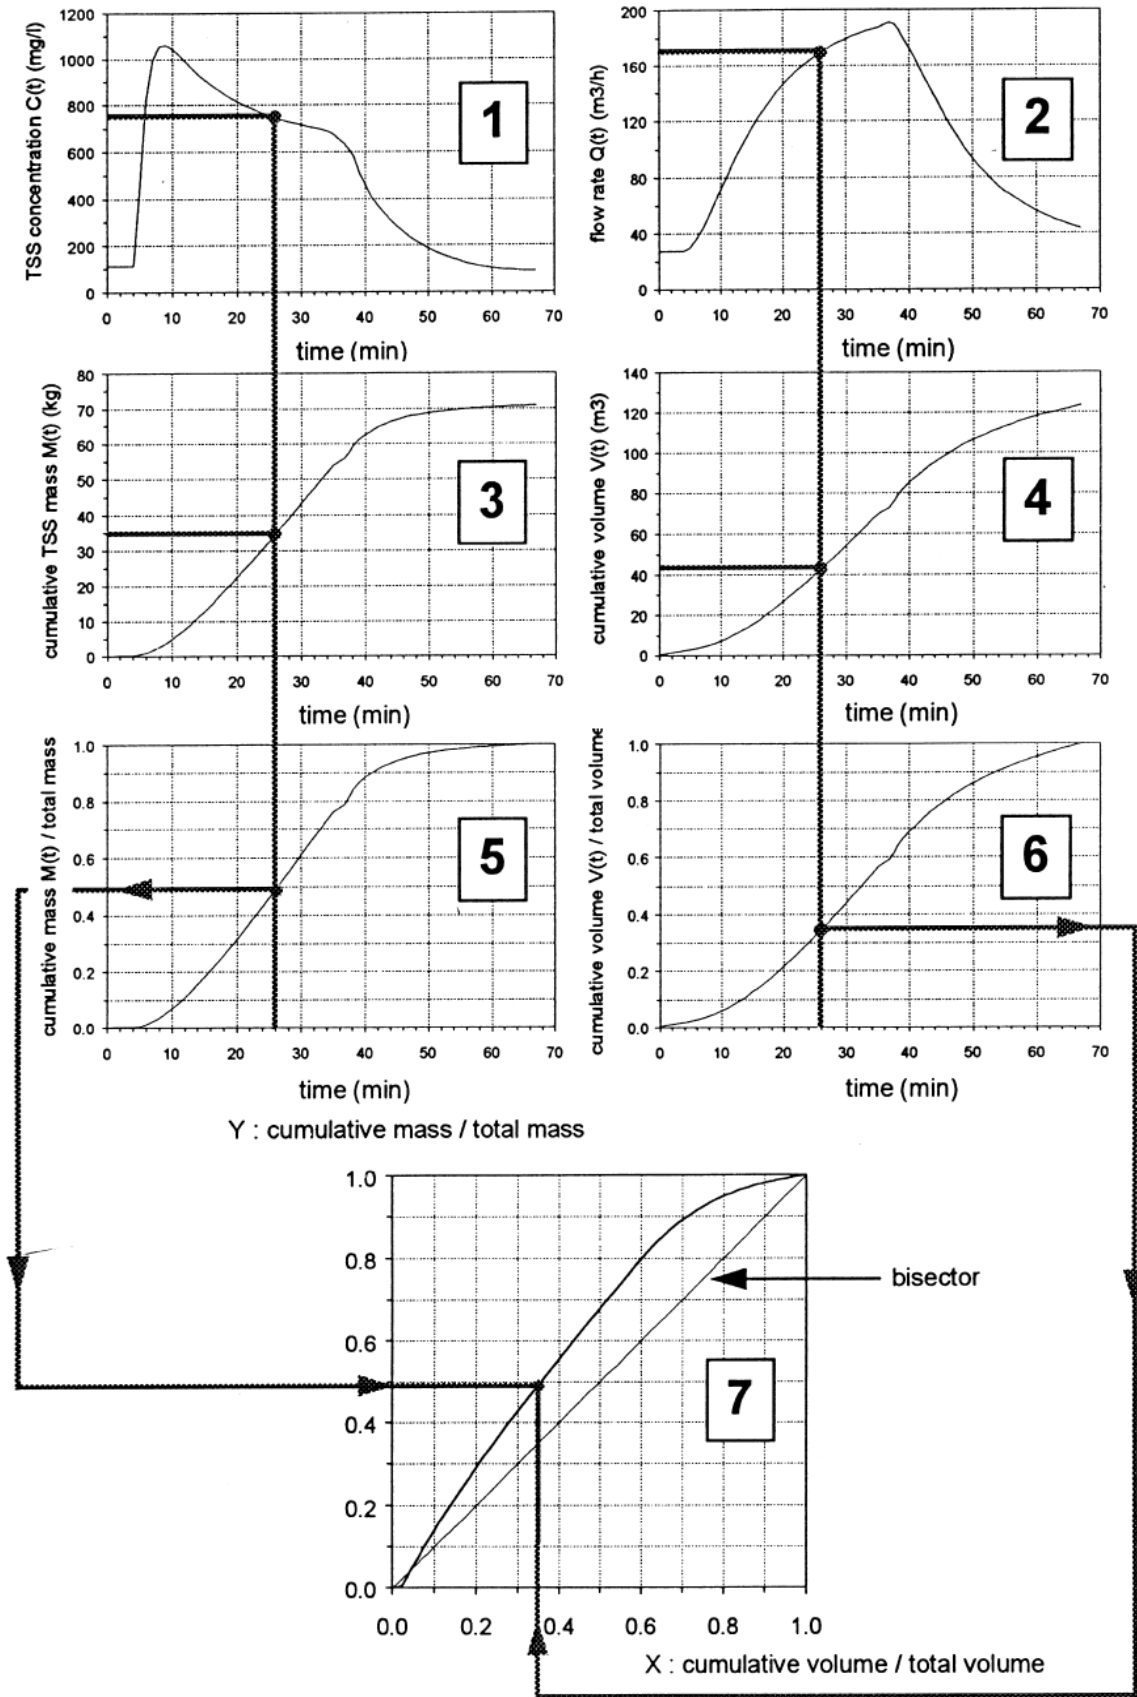 TSS concentration C(t) (mg/l)
1200
1000
800
600
400
200
0
0 10 20 30 40 50 60 70
time (min)
1
flow rate Q(t) (m3/h)
200
160
120
80
40
0
0 10 20 30 40 50 60 70
time (min)
2
cumulative TSS mass M(t) (kg)
80
70
60
50
40
30
20
10
0
0 10 20 30 40 50 60 70
time (min)
3
cumulative volume V(t) (m3)
140
120
100
80
60
40
20
0
0 10 20 30 40 50 60 70
time (min)
4
cumulative mass M(t) / total mass
1.0
0.8
0.6
0.4
0.2
0.0
0 10 20 30 40 50 60 70
time (min)
5
cumulative volume V(t) / total volume
1.0
0.8
0.6
0.4
0.2
0.0
0 10 20 30 40 50 60 70
time (min)
6
Y : cumulative mass / total mass
1.0
0.8
0.6
0.4
0.2
0.0
0.0 0.2 0.4 0.6 0.8 1.0
bisector
7
X : cumulative volume / total volume